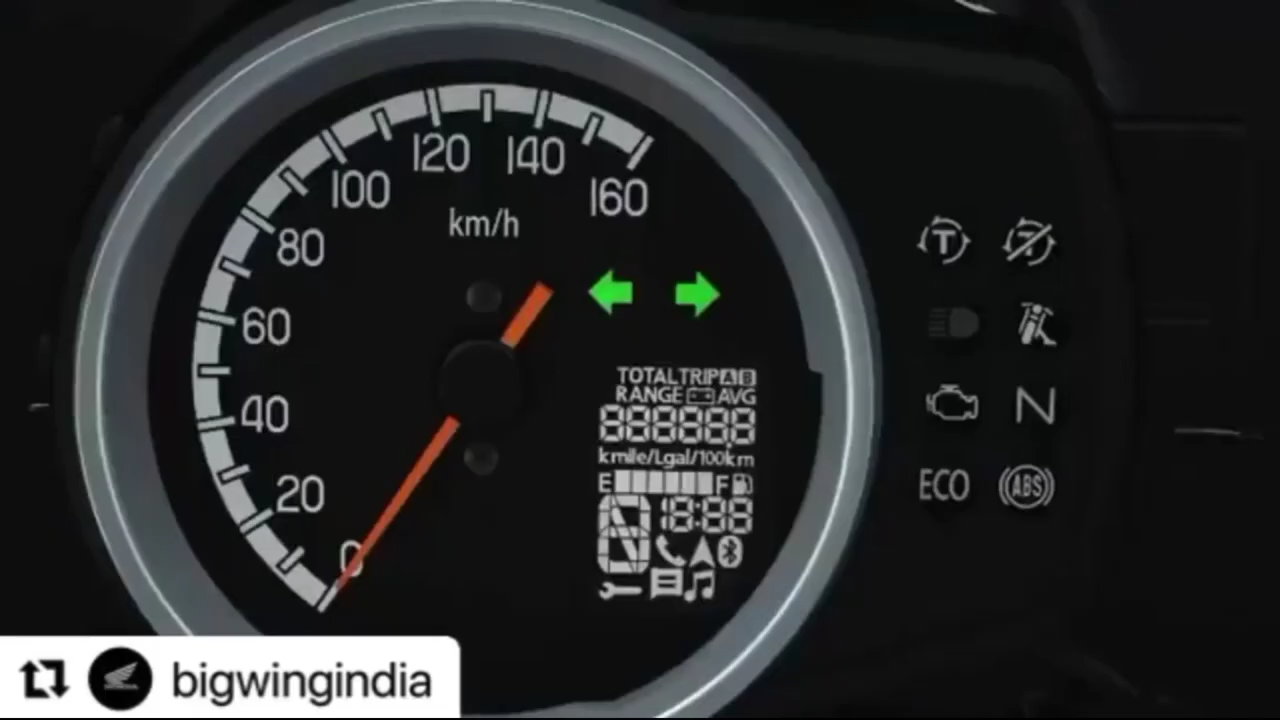 120 140
100 160
km/h
80
60
40
20
0
TOTAL TRIP A B
RANGE AVG
888888
kmile/Lgal/100km
E F
18:88
T
N
ECO ABS
bigwingindia